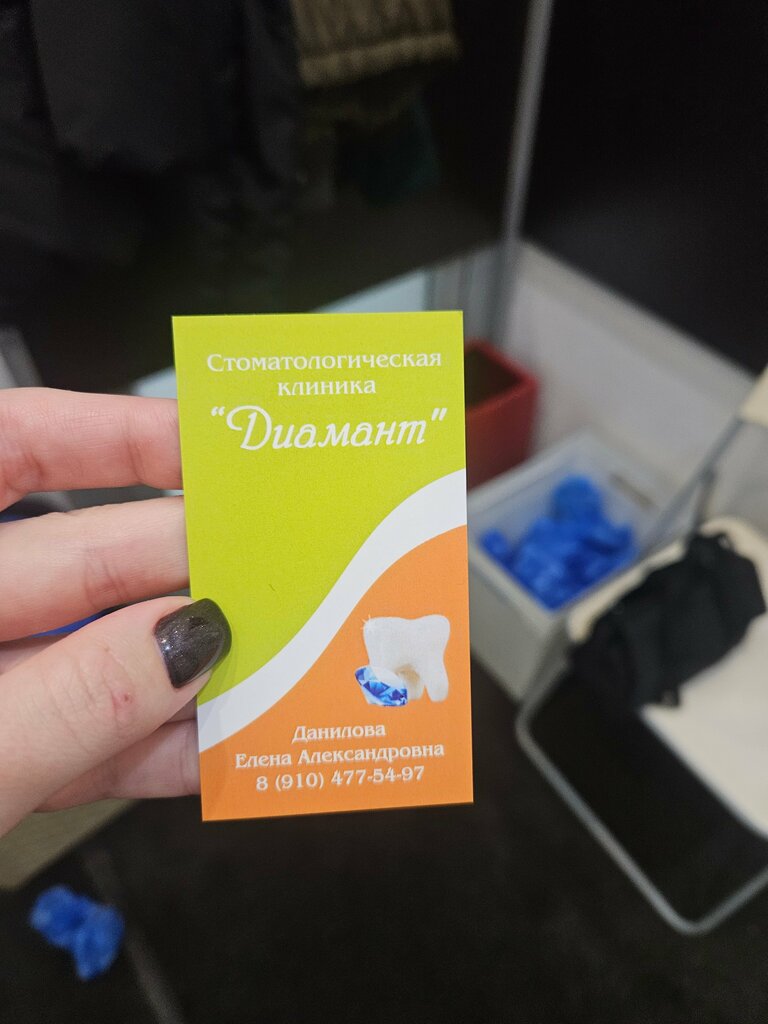 Стоматологическая
клиника
“Диамант”
Данилова
Елена Александровна
8 (910) 477-54-97